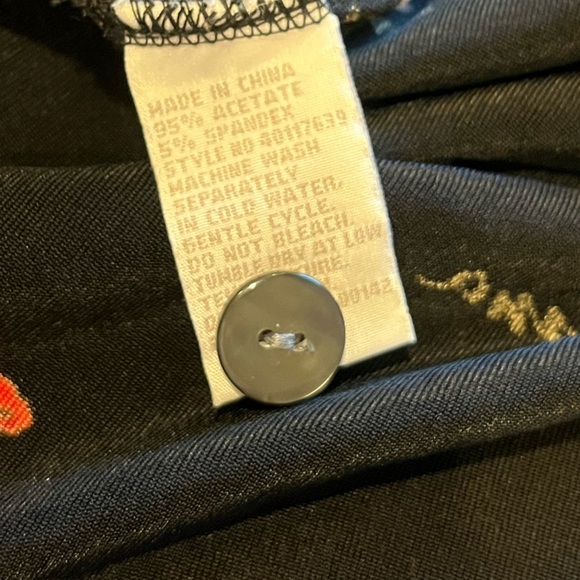 MADE IN CHINA
95% ACETATE
5% SPANDEX
STYLE NO 40117639
MACHINE WASH
SEPARATELY
IN COLD WATER,
GENTLE CYCLE.
DO NOT BLEACH.
TUMBLE DRY AT LOW